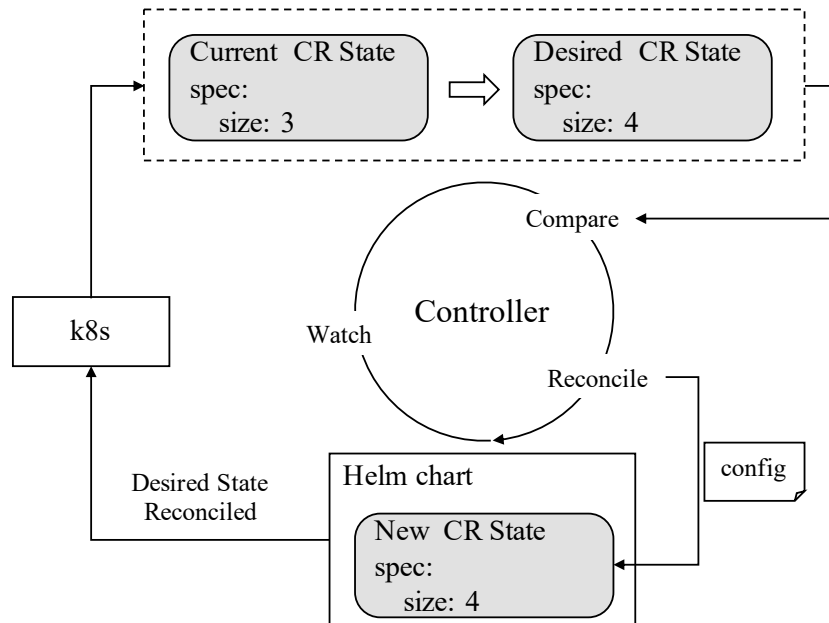 Current CR State
spec:
size: 3
Desired CR State
spec:
size: 4
Compare
Controller
Watch
k8s
Reconcile
config
Desired State
Reconciled
Helm chart
New CR State
spec:
size: 4